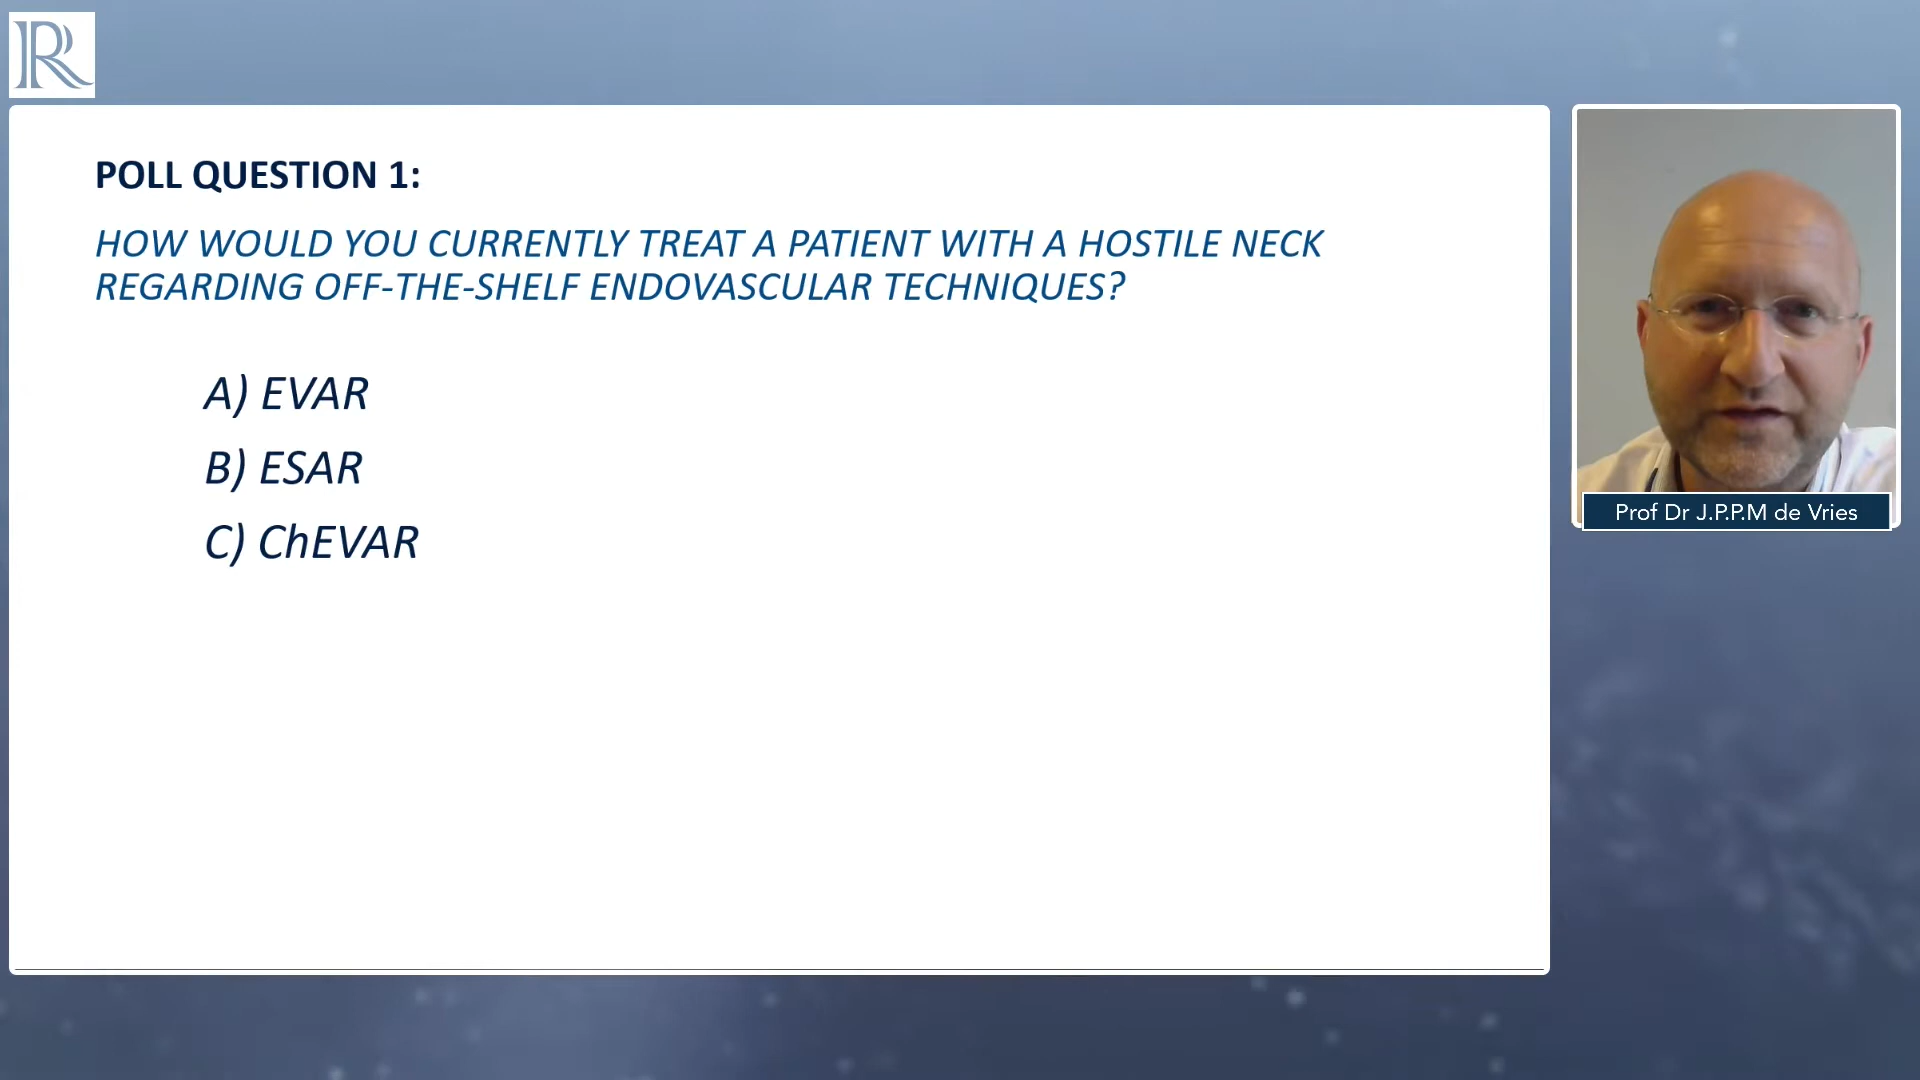 R
POLL QUESTION 1:
HOW WOULD YOU CURRENTLY TREAT A PATIENT WITH A HOSTILE NECK
REGARDING OFF-THE-SHELF ENDOVASCULAR TECHNIQUES?
A) EVAR
B) ESAR
C) ChEVAR
Prof Dr J.P.P.M de Vries